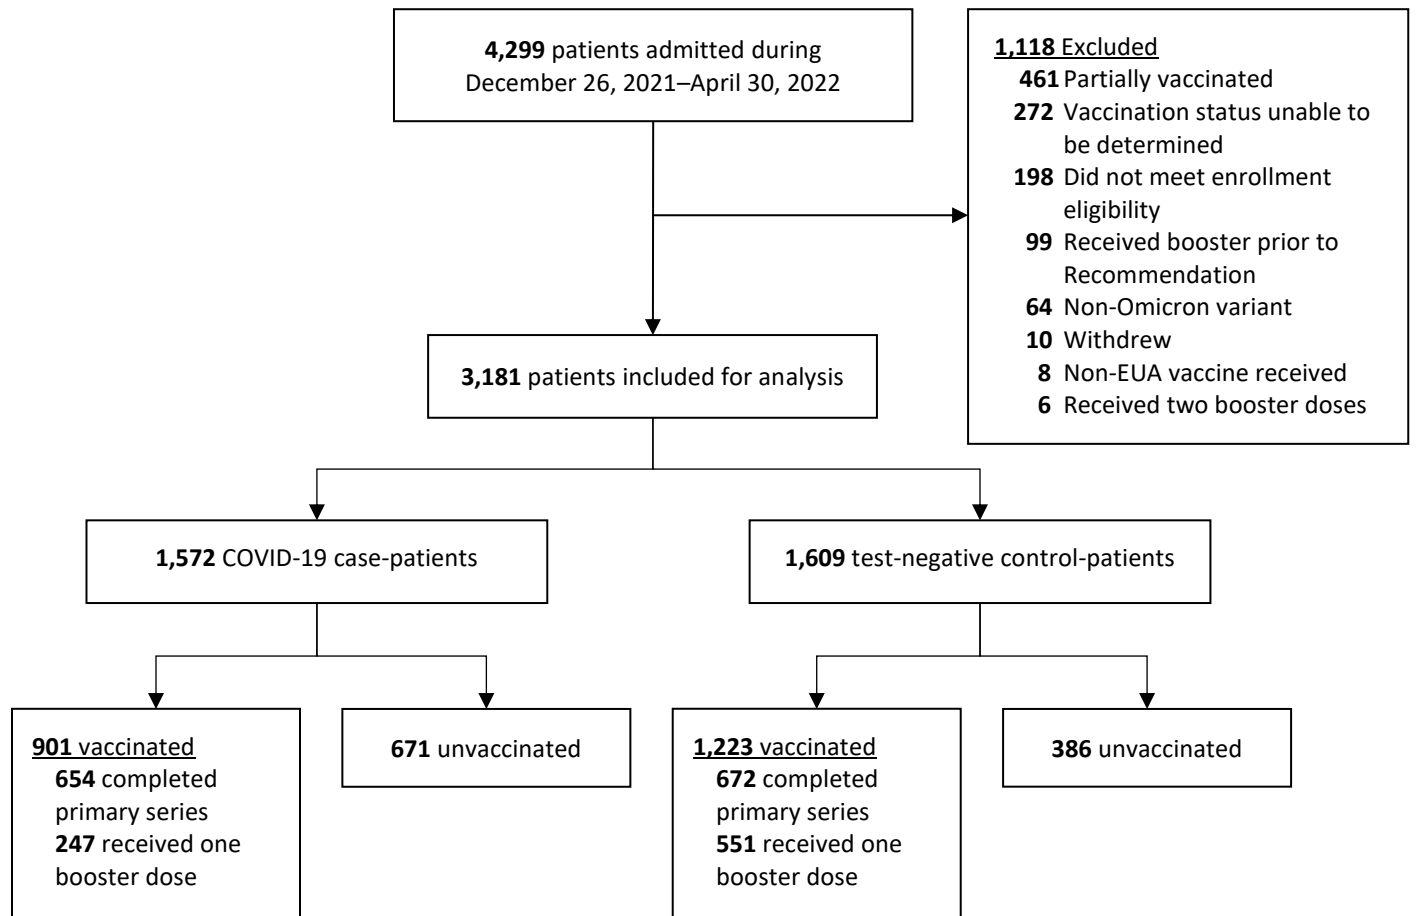 4,299 patients admitted during
December 26, 2021–April 30, 2022
1,118 Excluded
461 Partially vaccinated
272 Vaccination status unable to
be determined
198 Did not meet enrollment
eligibility
99 Received booster prior to
Recommendation
64 Non-Omicron variant
10 Withdrew
8 Non-EUA vaccine received
6 Received two booster doses
3,181 patients included for analysis
1,572 COVID-19 case-patients
1,609 test-negative control-patients
901 vaccinated
654 completed
primary series
247 received one
booster dose
671 unvaccinated
1,223 vaccinated
672 completed
primary series
551 received one
booster dose
386 unvaccinated